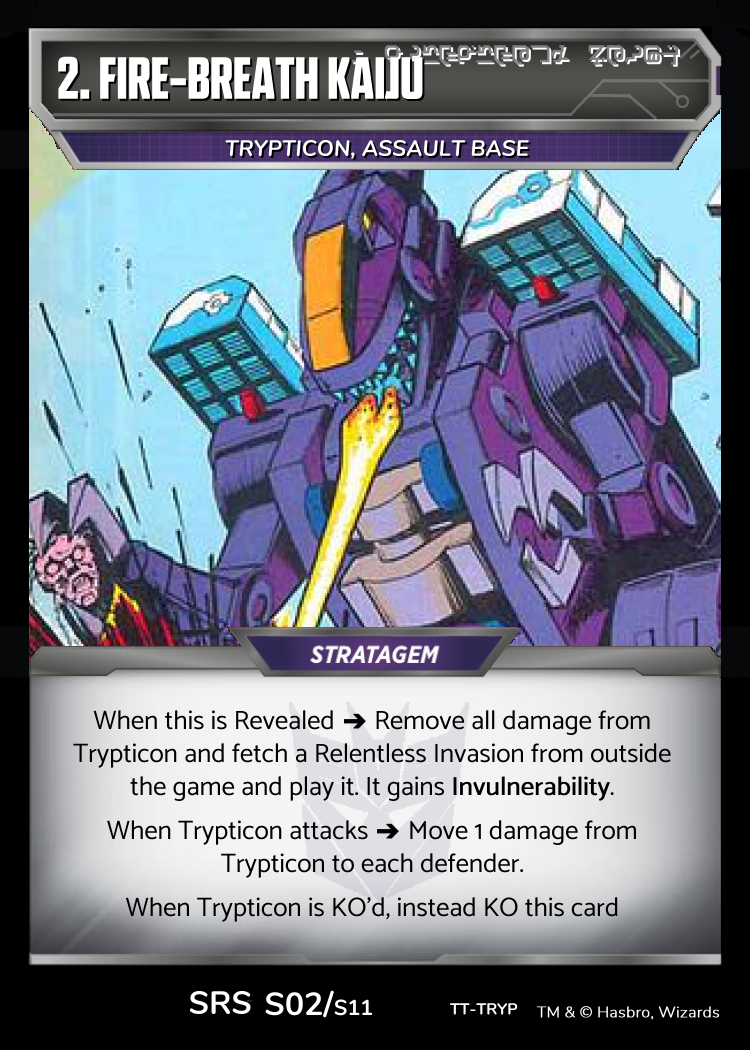 2. FIRE-BREATH KAIJU
TRYPTICON, ASSAULT BASE
STRATAGEM
When this is Revealed ➔ Remove all damage from
Trypticon and fetch a Relentless Invasion from outside
the game and play it. It gains Invulnerability.
When Trypticon attacks ➔ Move 1 damage from
Trypticon to each defender.
When Trypticon is KO'd, instead KO this card
SRS S02/S11
TT-TRYP
TM & © Hasbro, Wizards